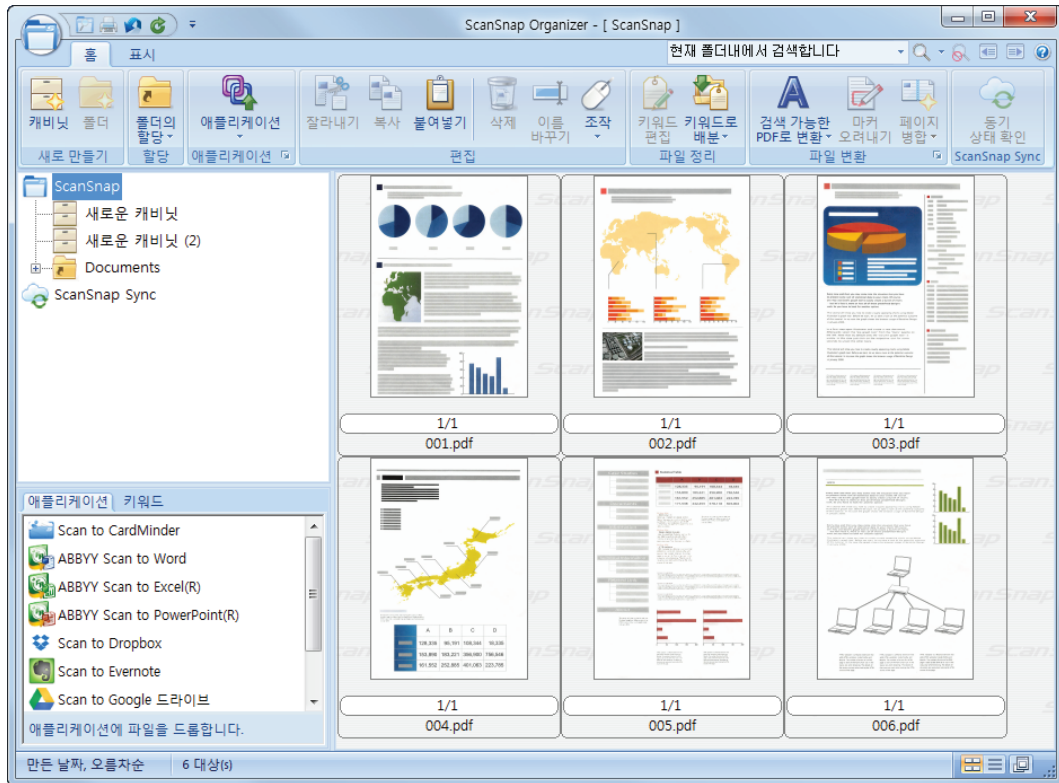 ScanSnap Organizer - [ ScanSnap ]
홈
표시
현재 폴더내에서 검색합니다
캐비닛
폴더
폴더의 할당
애플리케이션
잘라내기
복사
붙여넣기
삭제
이름 바꾸기
조작
키워드 편집
키워드로 배분
검색 가능한 PDF로 변환
마커 오려내기
페이지 병합
동기 상태 확인
새로 만들기
할당
애플리케이션
편집
파일 정리
파일 변환
ScanSnap Sync
ScanSnap
새로운 캐비닛
새로운 캐비닛 (2)
Documents
ScanSnap Sync
애플리케이션
키워드
Scan to CardMinder
ABBYY Scan to Word
ABBYY Scan to Excel(R)
ABBYY Scan to PowerPoint(R)
Scan to Dropbox
Scan to Evernote
Scan to Google 드라이브
애플리케이션에 파일을 드롭합니다.
1/1
001.pdf
1/1
002.pdf
1/1
003.pdf
1/1
004.pdf
1/1
005.pdf
1/1
006.pdf
만든 날짜, 오름차순
6 대상(s)